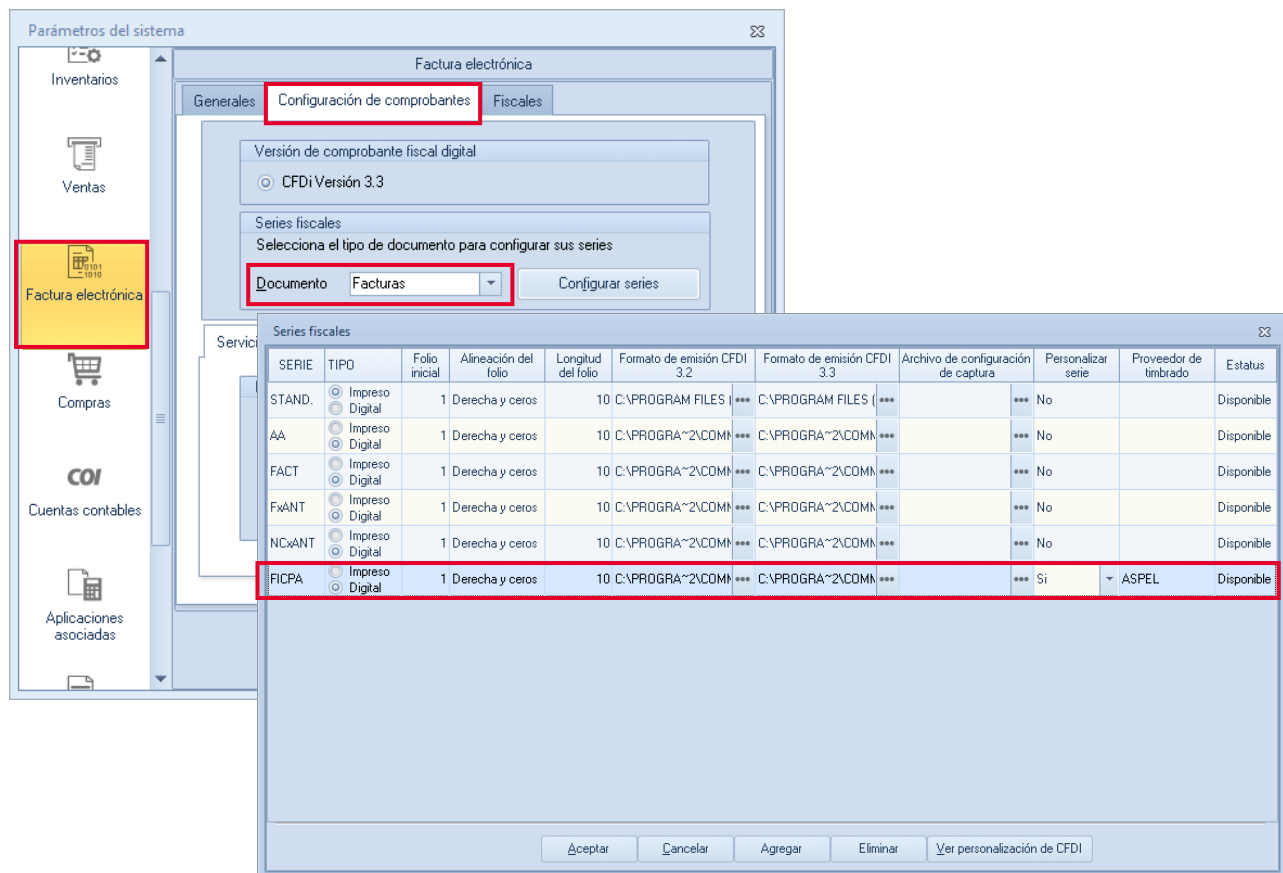 Parámetros del sistema
Inventarios
Ventas
Factura electrónica
Compras
COI
Cuentas contables
Aplicaciones
asociadas
Factura electrónica
Generales Configuración de comprobantes Fiscales
Versión de comprobante fiscal digital
CFDi Versión 3.3
Series fiscales
Selecciona el tipo de documento para configurar sus series
Documento Facturas Configurar series
Servici
Series fiscales
SERIE TIPO Folio inicial Alineación del folio Longitud del folio Formato de emisión CFDI 3.2 Formato de emisión CFDI 3.3 Archivo de configuración de captura Personalizar serie Proveedor de timbrado Estatus
STAND. Impreso Digital 1 Derecha y ceros 10 C:\PROGRAM FILES ( ••• C:\PROGRAM FILES ( ••• ••• No Disponible
AA Impreso Digital 1 Derecha y ceros 10 C:\PROGRA~2\COMM ••• C:\PROGRA~2\COMM ••• ••• No Disponible
FACT Impreso Digital 1 Derecha y ceros 10 C:\PROGRA~2\COMM ••• C:\PROGRA~2\COMM ••• ••• No Disponible
FxANT Impreso Digital 1 Derecha y ceros 10 C:\PROGRA~2\COMM ••• C:\PROGRA~2\COMM ••• ••• No Disponible
NCxANT Impreso Digital 1 Derecha y ceros 10 C:\PROGRA~2\COMM ••• C:\PROGRA~2\COMM ••• ••• No Disponible
FICPA Impreso Digital 1 Derecha y ceros 10 C:\PROGRA~2\COMM ••• C:\PROGRA~2\COMM ••• ••• Si ASPEL Disponible
Aceptar Cancelar Agregar Eliminar Ver personalización de CFDI